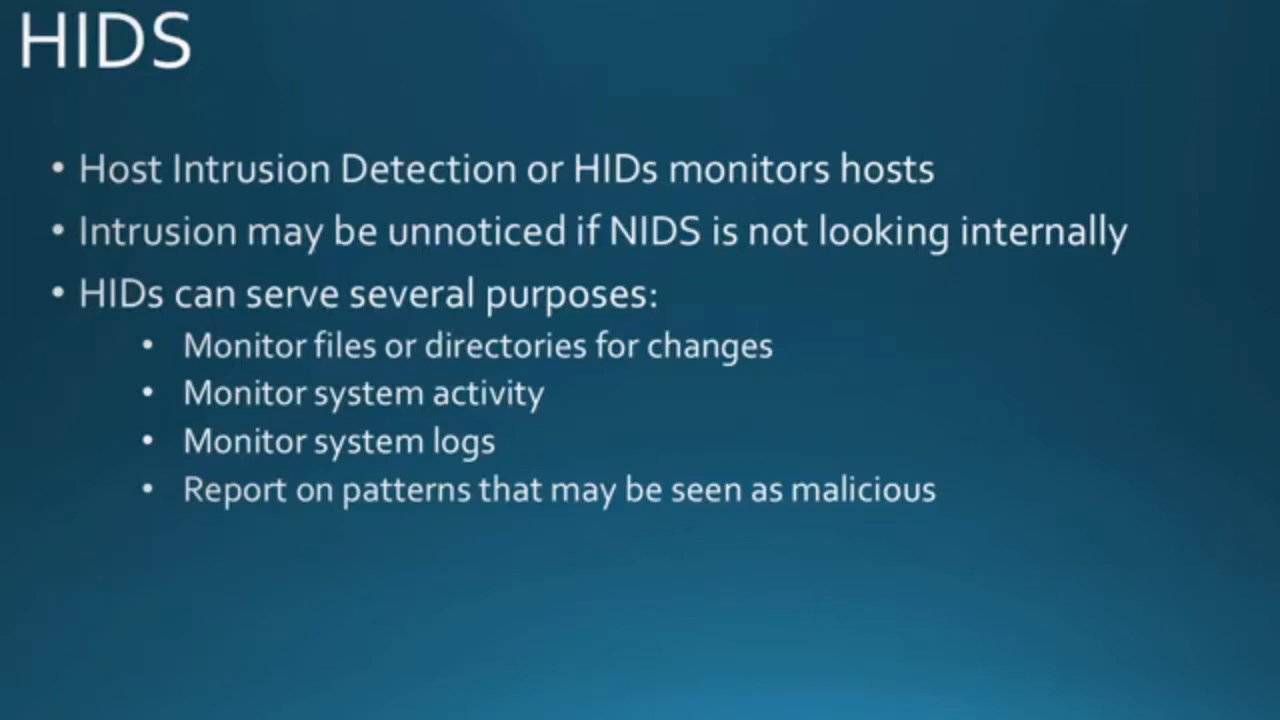 HIDS
• Host Intrusion Detection or HIDs monitors hosts
• Intrusion may be unnoticed if NIDS is not looking internally
• HIDs can serve several purposes:
• Monitor files or directories for changes
• Monitor system activity
• Monitor system logs
• Report on patterns that may be seen as malicious